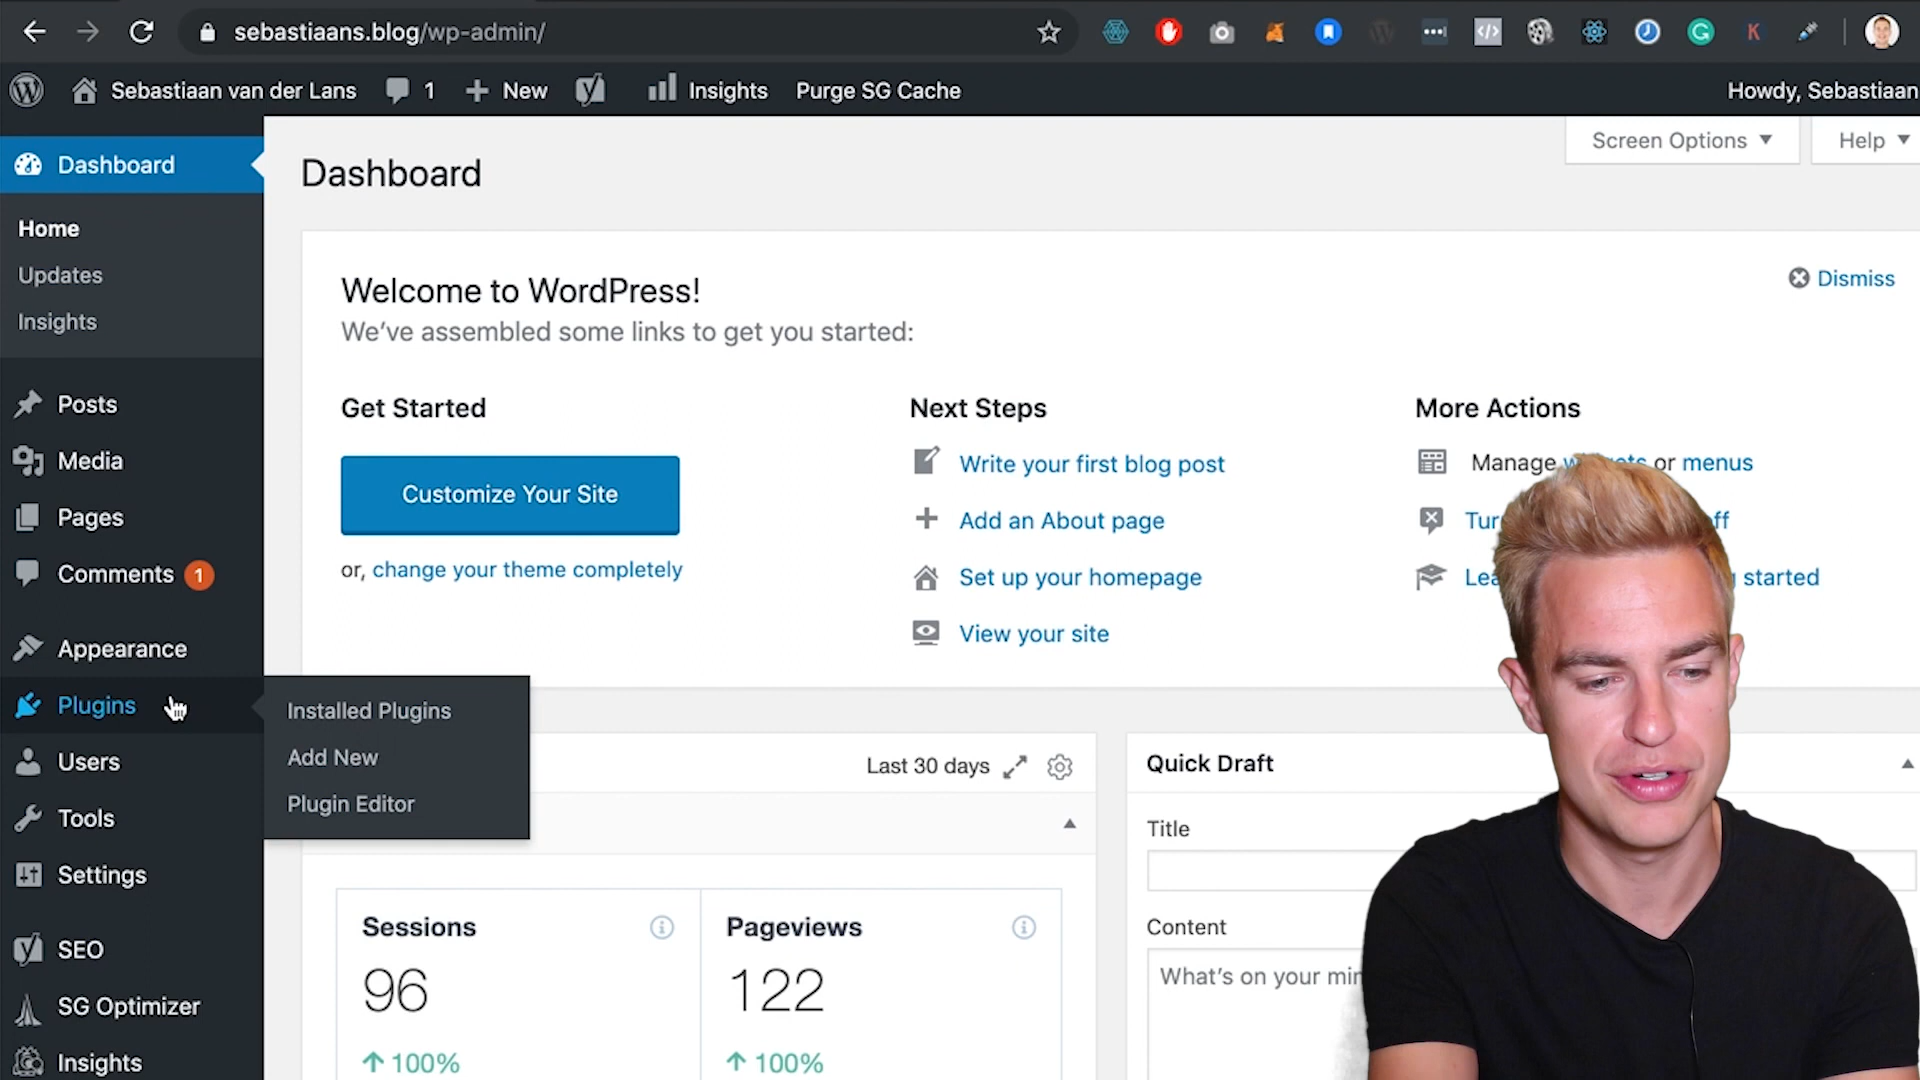 sebastiaans.blog/wp-admin/
Sebastiaan van der Lans 1 New Insights Purge SG Cache Howdy, Sebastiaan
Screen Options Help
Dashboard
Home
Updates
Insights
Posts
Media
Pages
Comments 1
Appearance
Plugins
Users
Tools
Settings
SEO
SG Optimizer
Insights
Installed Plugins
Add New
Plugin Editor
Dashboard
Welcome to WordPress!
Dismiss
We've assembled some links to get you started:
Get Started
Customize Your Site
or, change your theme completely
Next Steps
Write your first blog post
Add an About page
Set up your homepage
View your site
More Actions
Manage or menus
started
Last 30 days
Sessions
96
100%
Pageviews
122
100%
Quick Draft
Title
Content
What's on your